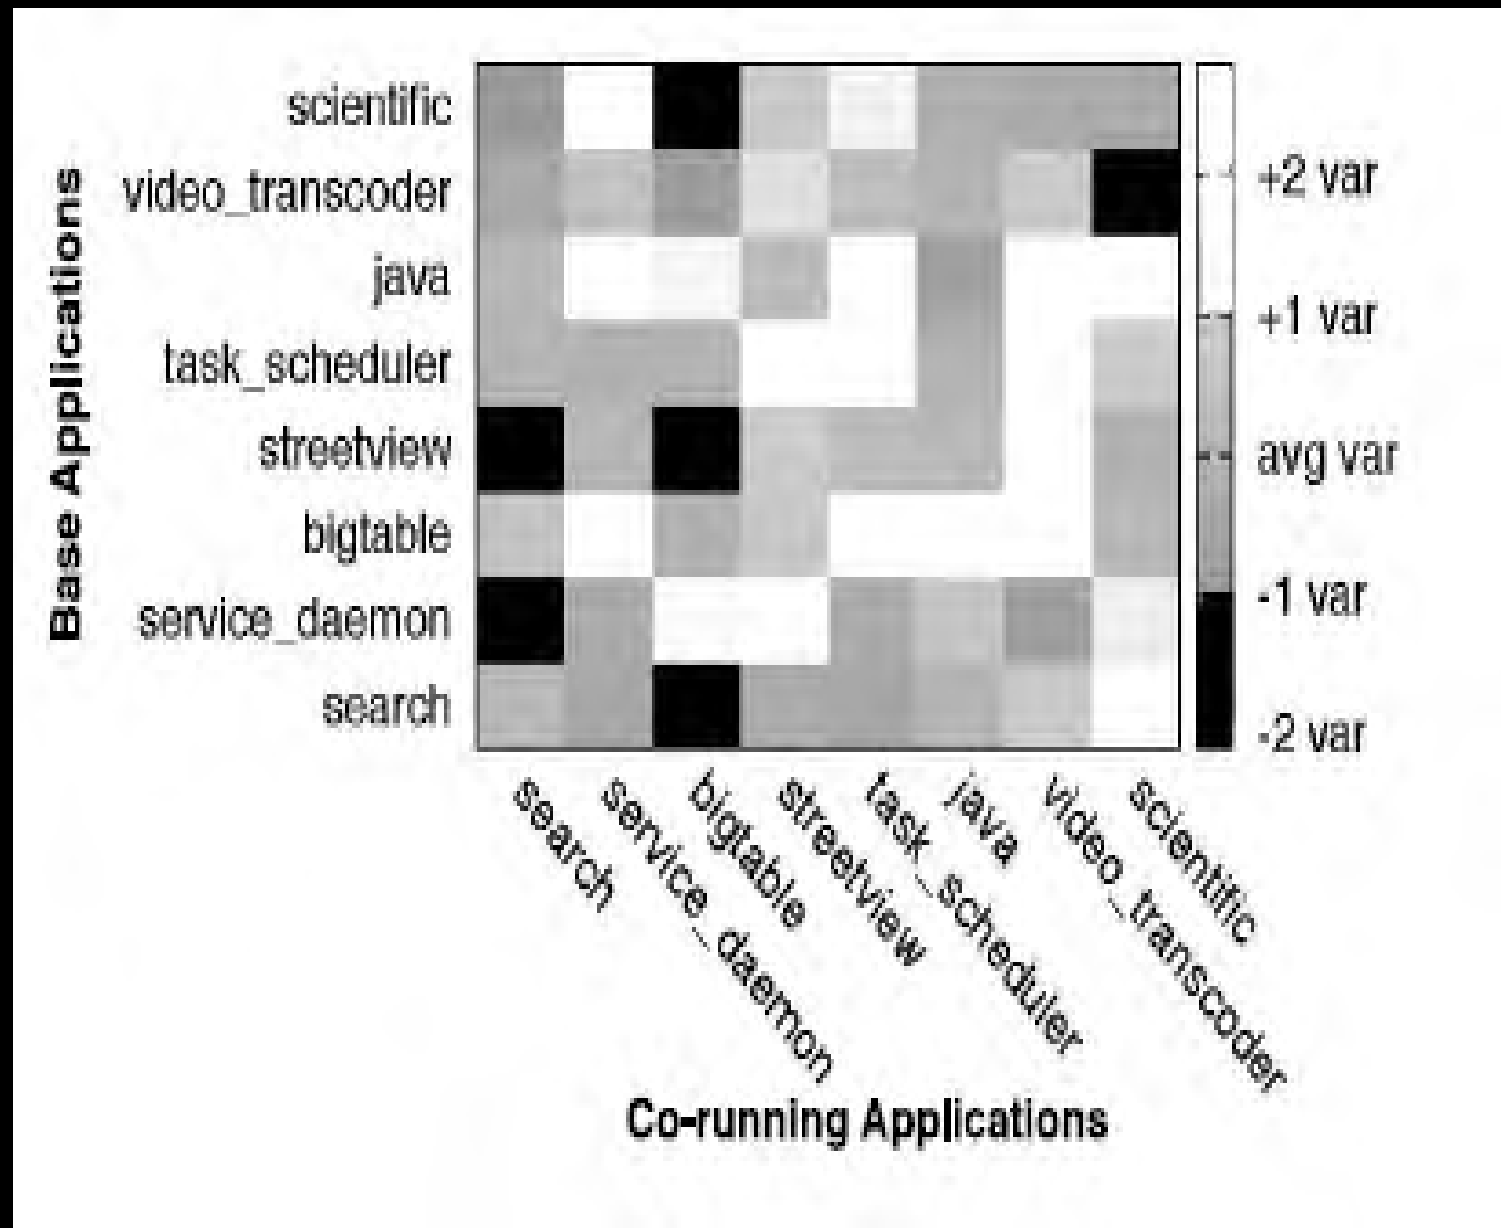 Base Applications
scientific
video_transcoder
java
task_scheduler
streetview
bigtable
service_daemon
search
+2 var
+1 var
avg var
-1 var
-2 var
search
service_daemon
bigtable
streetview
task_scheduler
java
video_transcoder
scientific
Co-running Applications